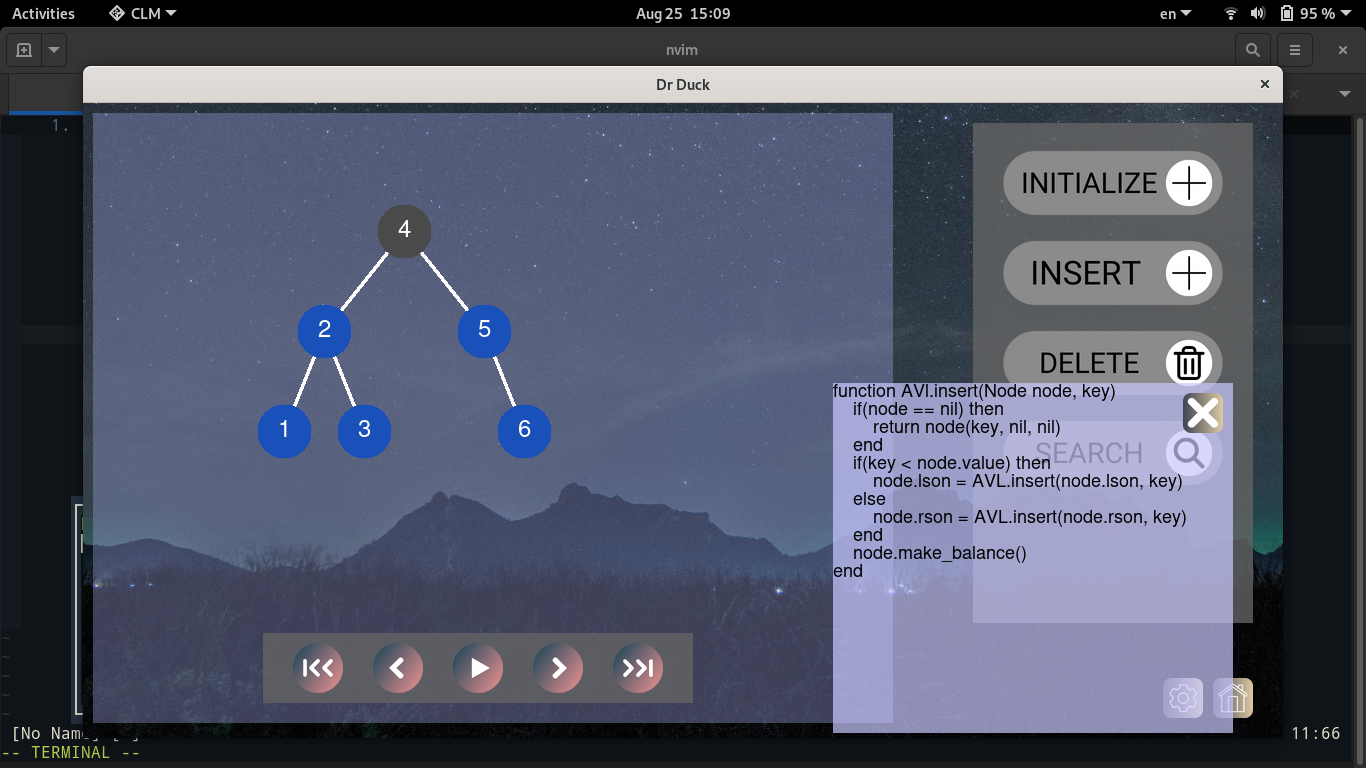 Activities CLM Aug 25 15:09 en 95 %
nvim
Dr Duck
1.
4
2 5
1 3 6
INITIALIZE
INSERT
DELETE
SEARCH
function AVl.insert(Node node, key)
if(node == nil) then
return node(key, nil, nil)
end
if(key < node.value) then
node.lson = AVL.insert(node.lson, key)
else
node.rson = AVL.insert(node.rson, key)
end
node.make_balance()
end
~
~
~
~
~
[No Name] 11:66
-- TERMINAL --